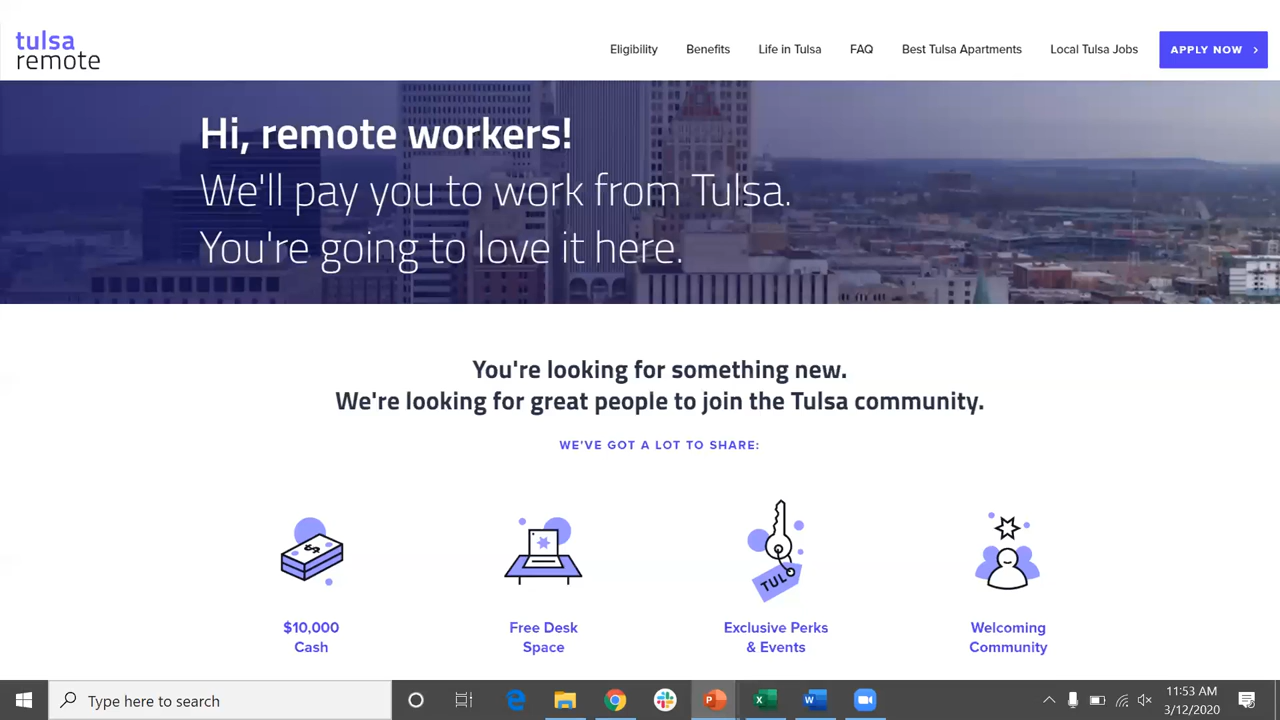 tulsa
remote
Eligibility
Benefits
Life in Tulsa
FAQ
Best Tulsa Apartments
Local Tulsa Jobs
APPLY NOW
Hi, remote workers!
We'll pay you to work from Tulsa.
You're going to love it here.
You're looking for something new.
We're looking for great people to join the Tulsa community.
WE'VE GOT A LOT TO SHARE:
TUL
$10,000
Cash
Free Desk
Space
Exclusive Perks
& Events
Welcoming
Community
Type here to search
11:53 AM
3/12/2020